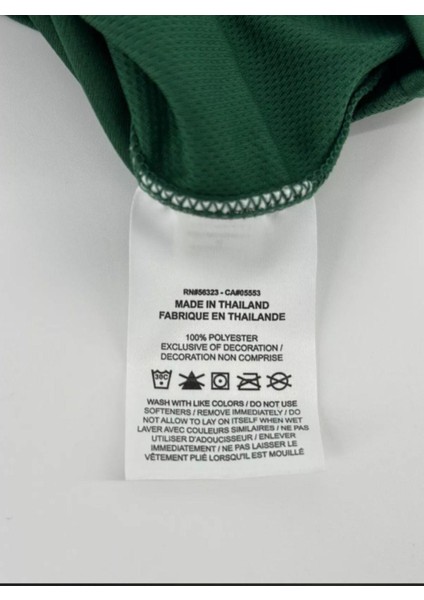 RN#56323 - CA#05553
MADE IN THAILAND
FABRIQUE EN THAILANDE
100% POLYESTER
EXCLUSIVE OF DECORATION /
DECORATION NON COMPRISE
30C
WASH WITH LIKE COLORS / DO NOT USE
SOFTENERS / REMOVE IMMEDIATELY / DO
NOT ALLOW TO LAY ON ITSELF WHEN WET
LAVER AVEC COULEURS SIMILAIRES / NE PAS
UTILISER D'ADOUCISSEUR / ENLEVER
IMMEDIATEMENT / NE PAS LAISSER LE
VÊTEMENT PLIÉ LORSQU'IL EST MOUILLÉ